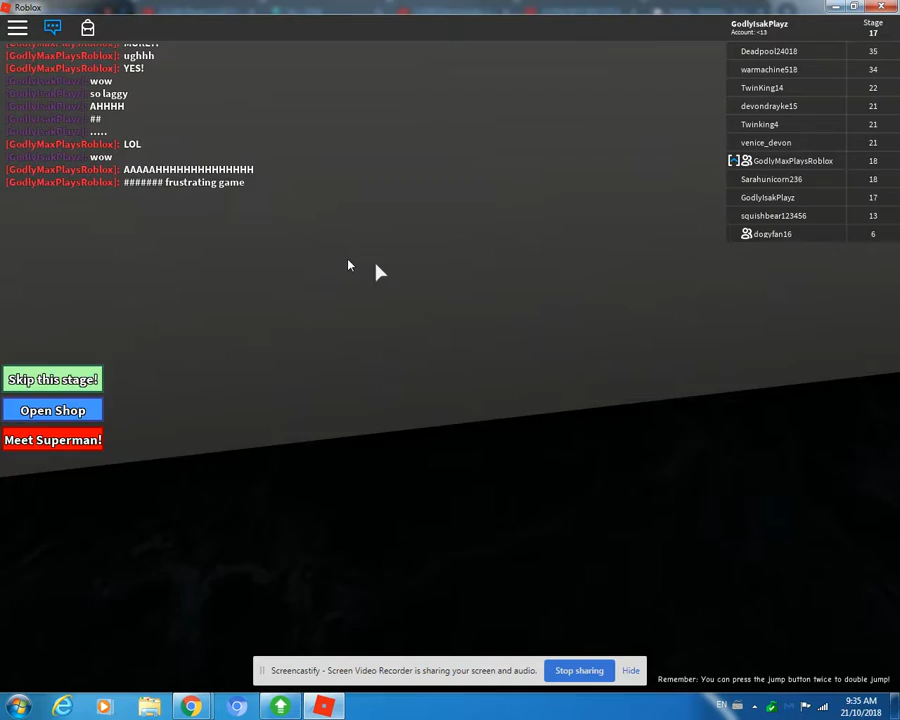 Roblox
GodlyIsakPlayz
Account: <13
Stage
17
[GodlyMaxPlaysRoblox]:
[GodlyMaxPlaysRoblox]: ughhh
[GodlyMaxPlaysRoblox]: YES!
[GodlyIsakPlayz]: wow
[GodlyIsakPlayz]: so laggy
[GodlyMaxPlaysRoblox]: AHHHH
[GodlyIsakPlayz]: ##
[GodlyIsakPlayz]: .....
[GodlyMaxPlaysRoblox]: LOL
[GodlyIsakPlayz]: wow
[GodlyMaxPlaysRoblox]: AAAAAHHHHHHHHHHHHHH
[GodlyMaxPlaysRoblox]: ####### frustrating game
Deadpool24018 35
warmachine518 34
TwinKing14 22
devondrayke15 21
Twinking4 21
venice_devon 21
GodlyMaxPlaysRoblox 18
Sarahunicorn236 18
GodlyIsakPlayz 17
squishbear123456 13
dogyfan16 6
Skip this stage!
Open Shop
Meet Superman!
Screencastify - Screen Video Recorder is sharing your screen and audio.
Stop sharing
Hide
Remember: You can press the jump button twice to double jump!
EN
9:35 AM
21/10/2018